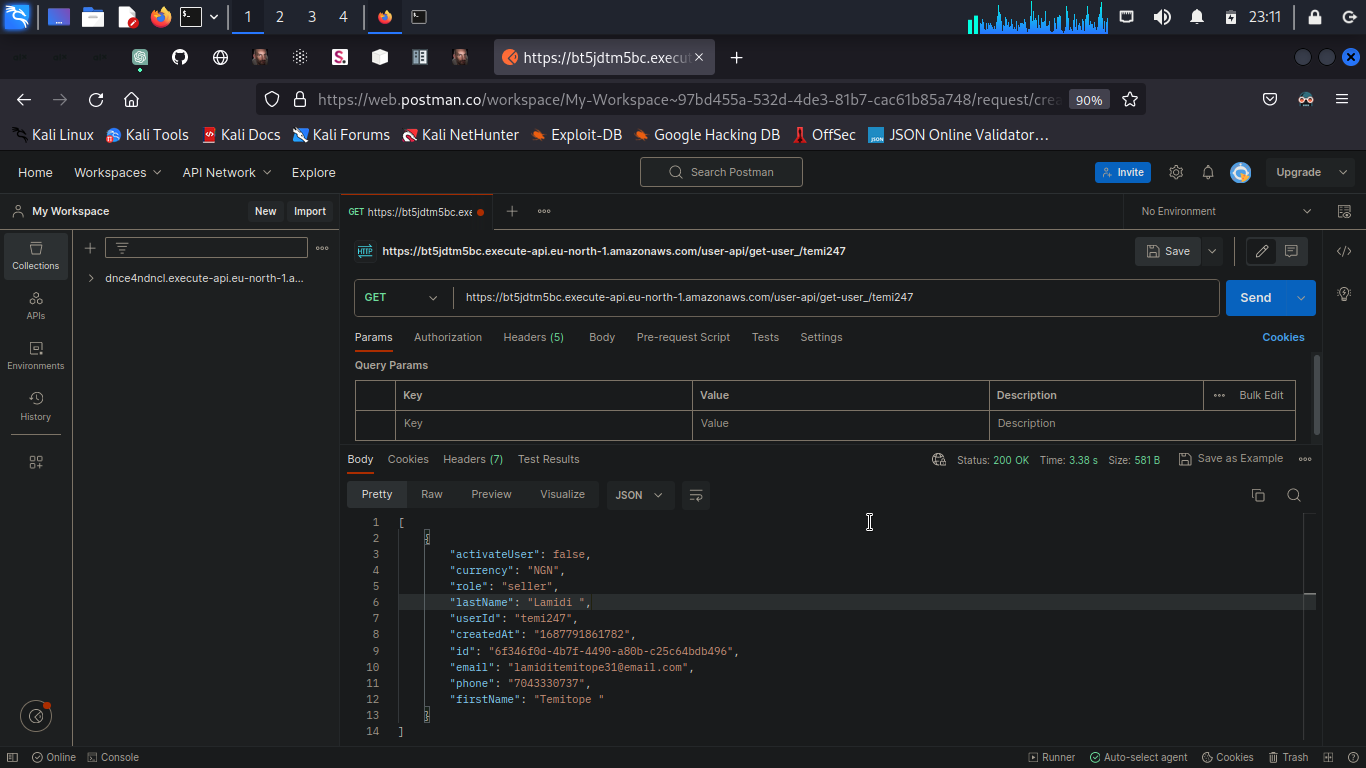 1 2 3 4 23:11
https://bt5jdtm5bc.execut
https://web.postman.co/workspace/My-Workspace~97bd455a-532d-4de3-81b7-cac61b85a748/request/crea 90%
Kali Linux Kali Tools Kali Docs Kali Forums Kali NetHunter Exploit-DB Google Hacking DB OffSec JSON Online Validator…
Home Workspaces API Network Explore Search Postman Invite Upgrade
My Workspace New Import GET https://bt5jdtm5bc.exe No Environment
Collections
dnce4ndncl.execute-api.eu-north-1.a...
APIs
Environments
History
HTTP https://bt5jdtm5bc.execute-api.eu-north-1.amazonaws.com/user-api/get-user_/temi247 Save
GET https://bt5jdtm5bc.execute-api.eu-north-1.amazonaws.com/user-api/get-user_/temi247 Send
Params Authorization Headers (5) Body Pre-request Script Tests Settings Cookies
Query Params
Key Value Description Bulk Edit
Key Value Description
Body Cookies Headers (7) Test Results Status: 200 OK Time: 3.38 s Size: 581 B Save as Example
Pretty Raw Preview Visualize JSON
1 [
2 {
3 "activateUser": false,
4 "currency": "NGN",
5 "role": "seller",
6 "lastName": "Lamidi ",
7 "userId": "temi247",
8 "createdAt": "1687791861782",
9 "id": "6f346f0d-4b7f-4490-a80b-c25c64bdb496",
10 "email": "lamiditemitope31@email.com",
11 "phone": "7043330737",
12 "firstName": "Temitope "
13 }
14 ]
Online Console Runner Auto-select agent Cookies Trash